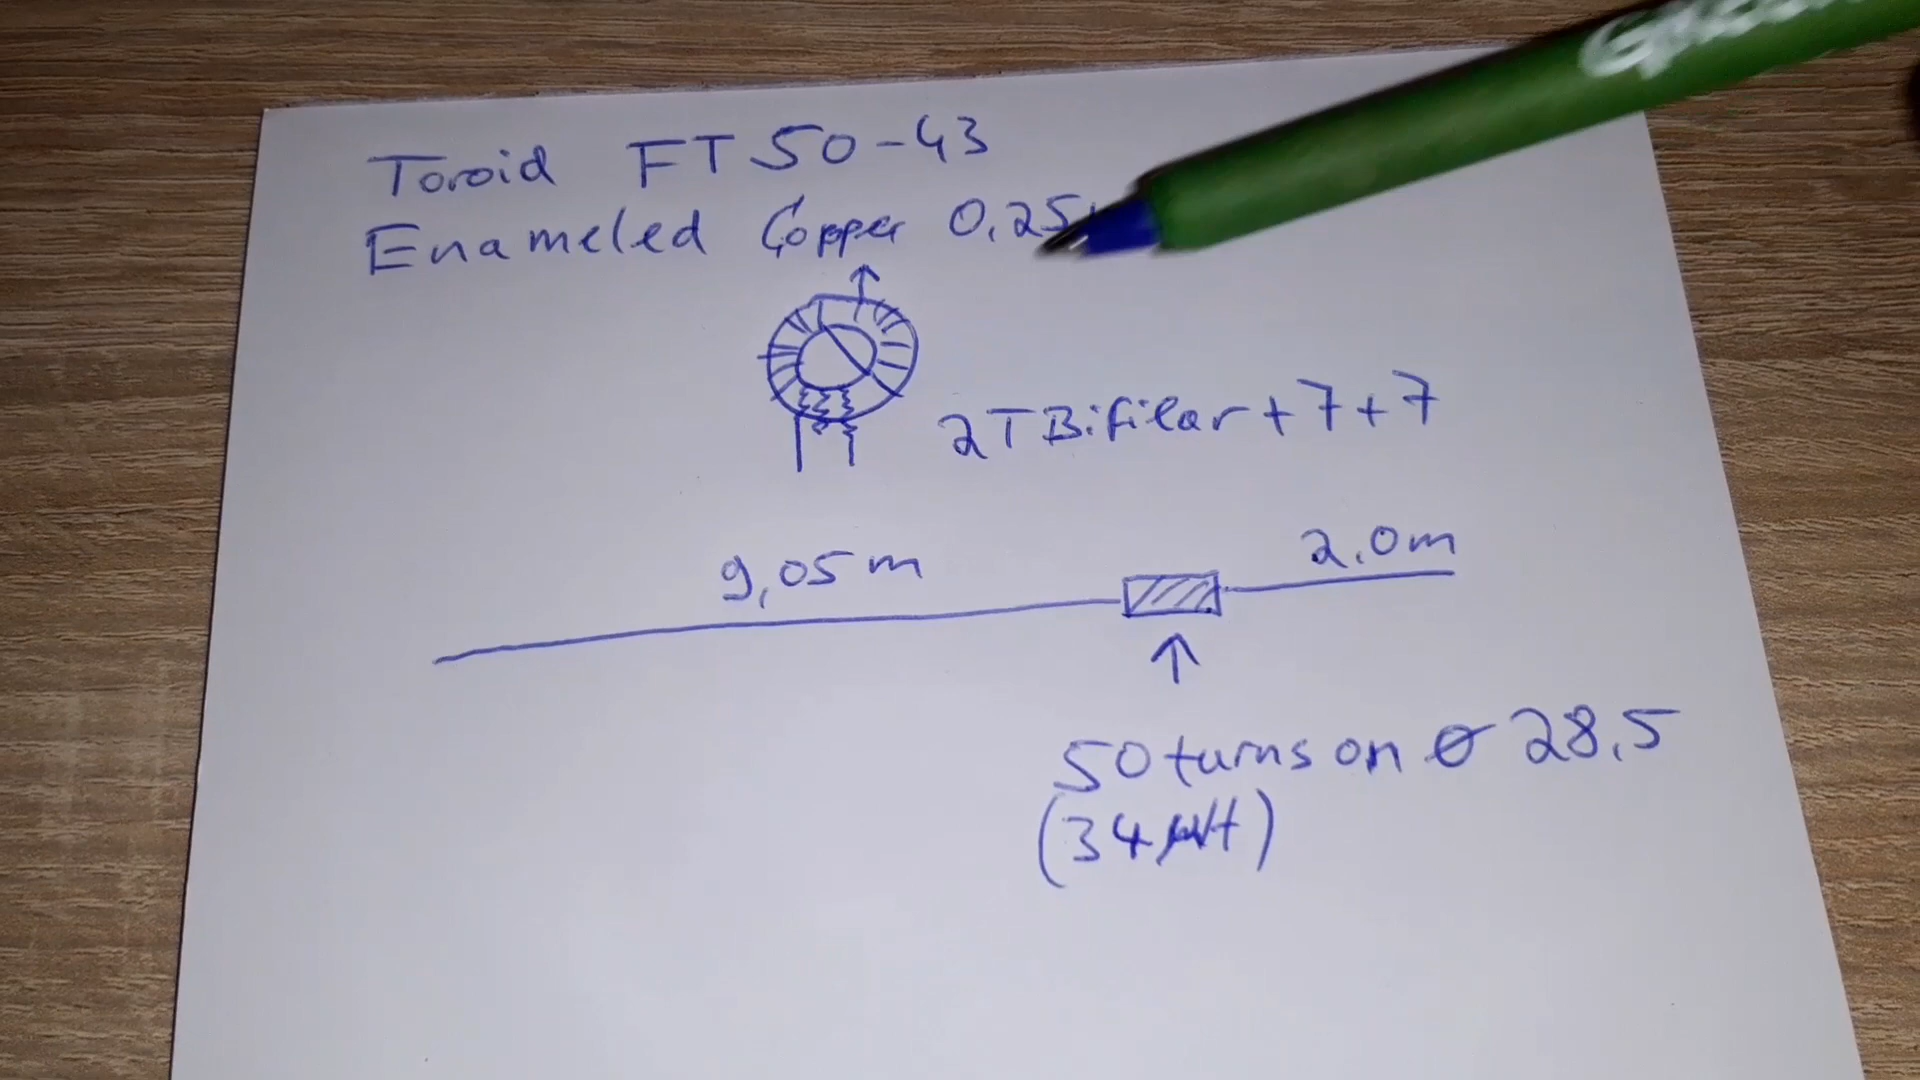 Toroid FT50-43
Enameled Copper 0,25
2T Bifilar + 7 + 7
9,05 m
2,0 m
50 turns on ø 28,5
(34 µH)